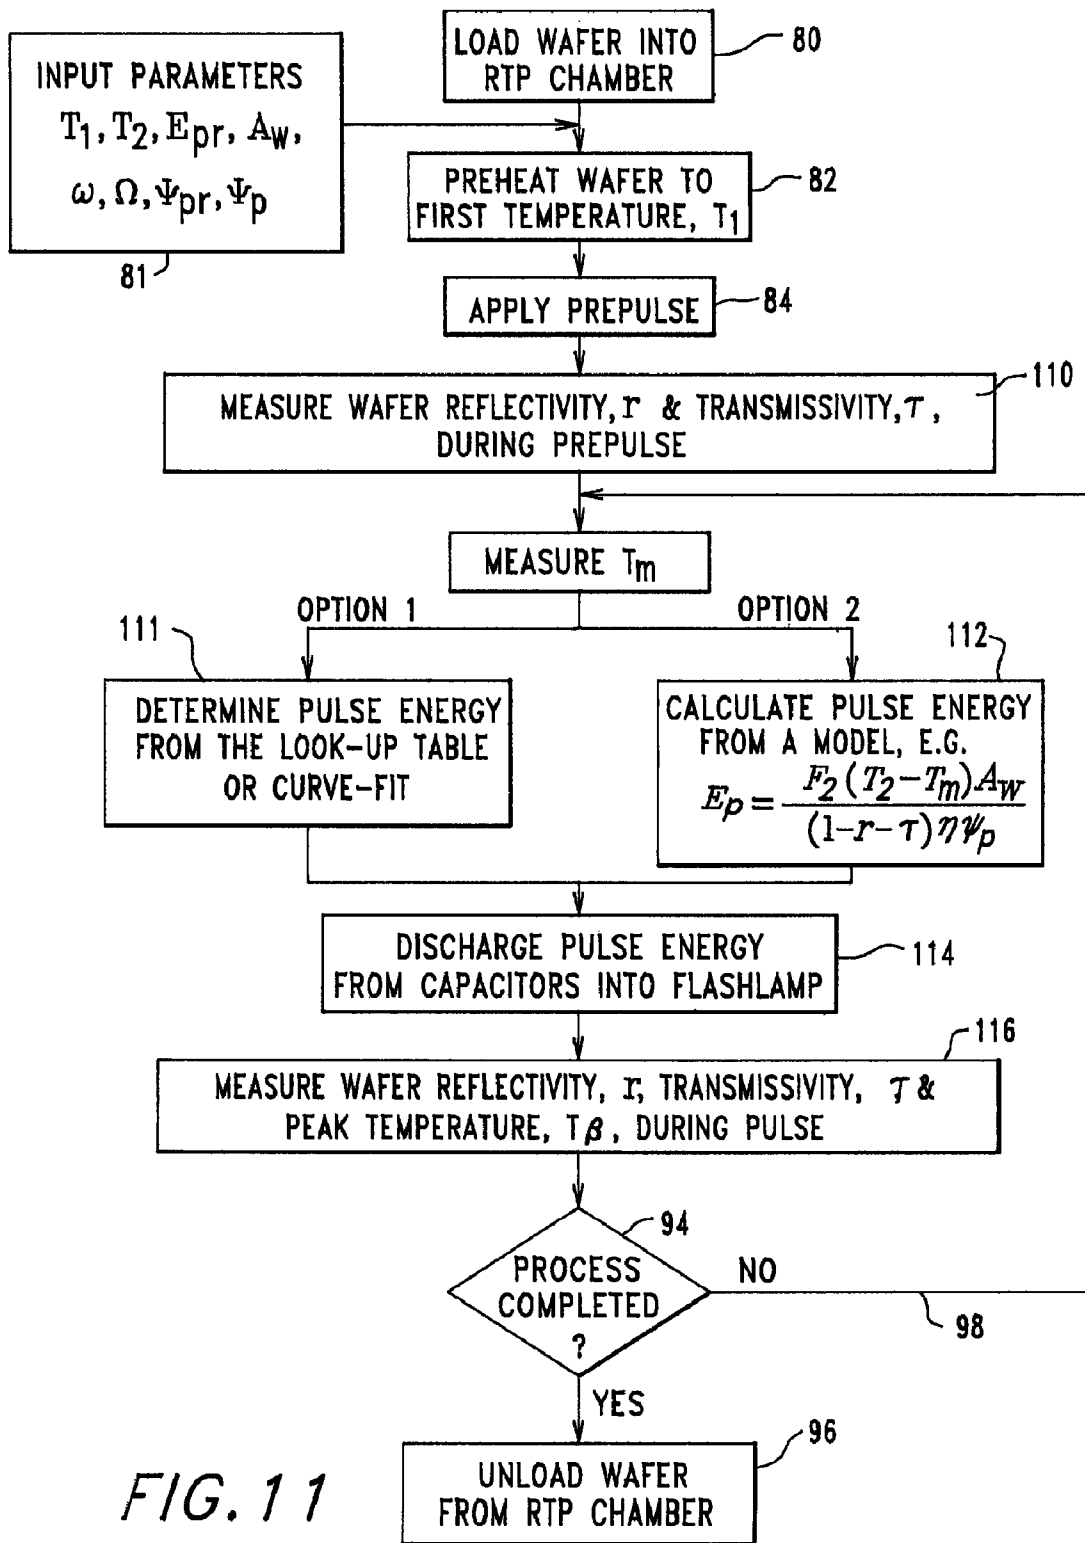 LOAD WAFER INTO
RTP CHAMBER
80
INPUT PARAMETERS
T1, T2, Epr, Aw,
ω, Ω, Ψpr, Ψp
81
PREHEAT WAFER TO
FIRST TEMPERATURE, T1
82
APPLY PREPULSE
84
MEASURE WAFER REFLECTIVITY, r & TRANSMISSIVITY, τ,
DURING PREPULSE
110
MEASURE Tm
OPTION 1
OPTION 2
111
DETERMINE PULSE ENERGY
FROM THE LOOK-UP TABLE
OR CURVE-FIT
112
CALCULATE PULSE ENERGY
FROM A MODEL, E.G.
Ep = F2 (T2-Tm) Aw / (1-r-τ) η ψp
DISCHARGE PULSE ENERGY
FROM CAPACITORS INTO FLASHLAMP
114
116
MEASURE WAFER REFLECTIVITY, r, TRANSMISSIVITY, τ &
PEAK TEMPERATURE, Tβ, DURING PULSE
94
PROCESS
COMPLETED
?
NO
98
YES
96
UNLOAD WAFER
FROM RTP CHAMBER
FIG. 11